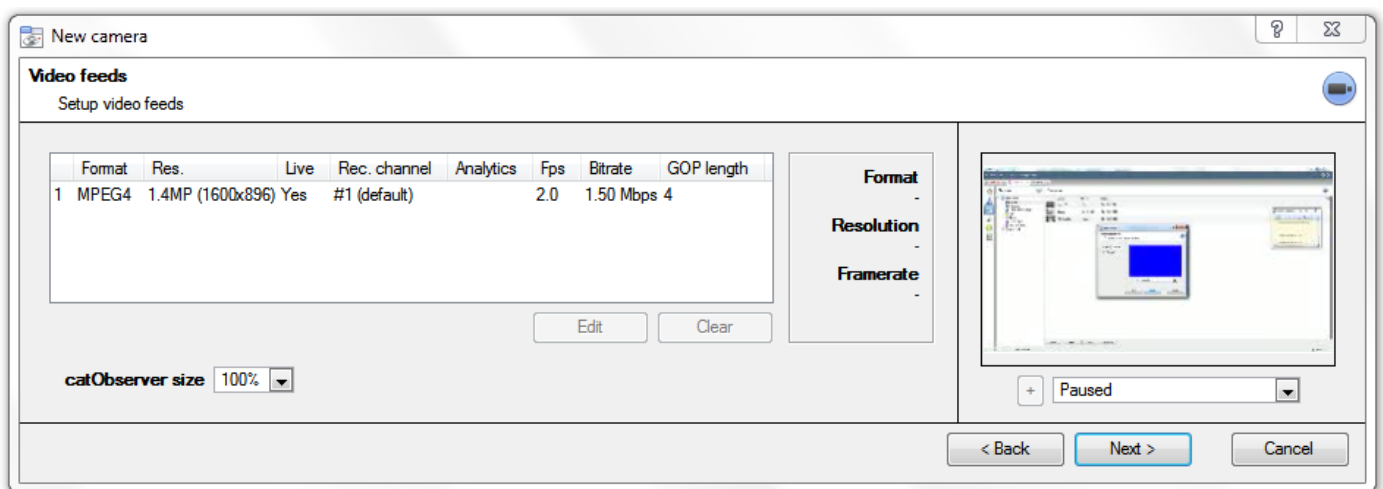 New camera
Video feeds
Setup video feeds
Format Res. Live Rec. channel Analytics Fps Bitrate GOP length
1 MPEG4 1.4MP (1600x896) Yes #1 (default) 2.0 1.50 Mbps 4
Format
-
Resolution
-
Framerate
-
Edit Clear
catObserver size 100%
+ Paused
< Back Next > Cancel